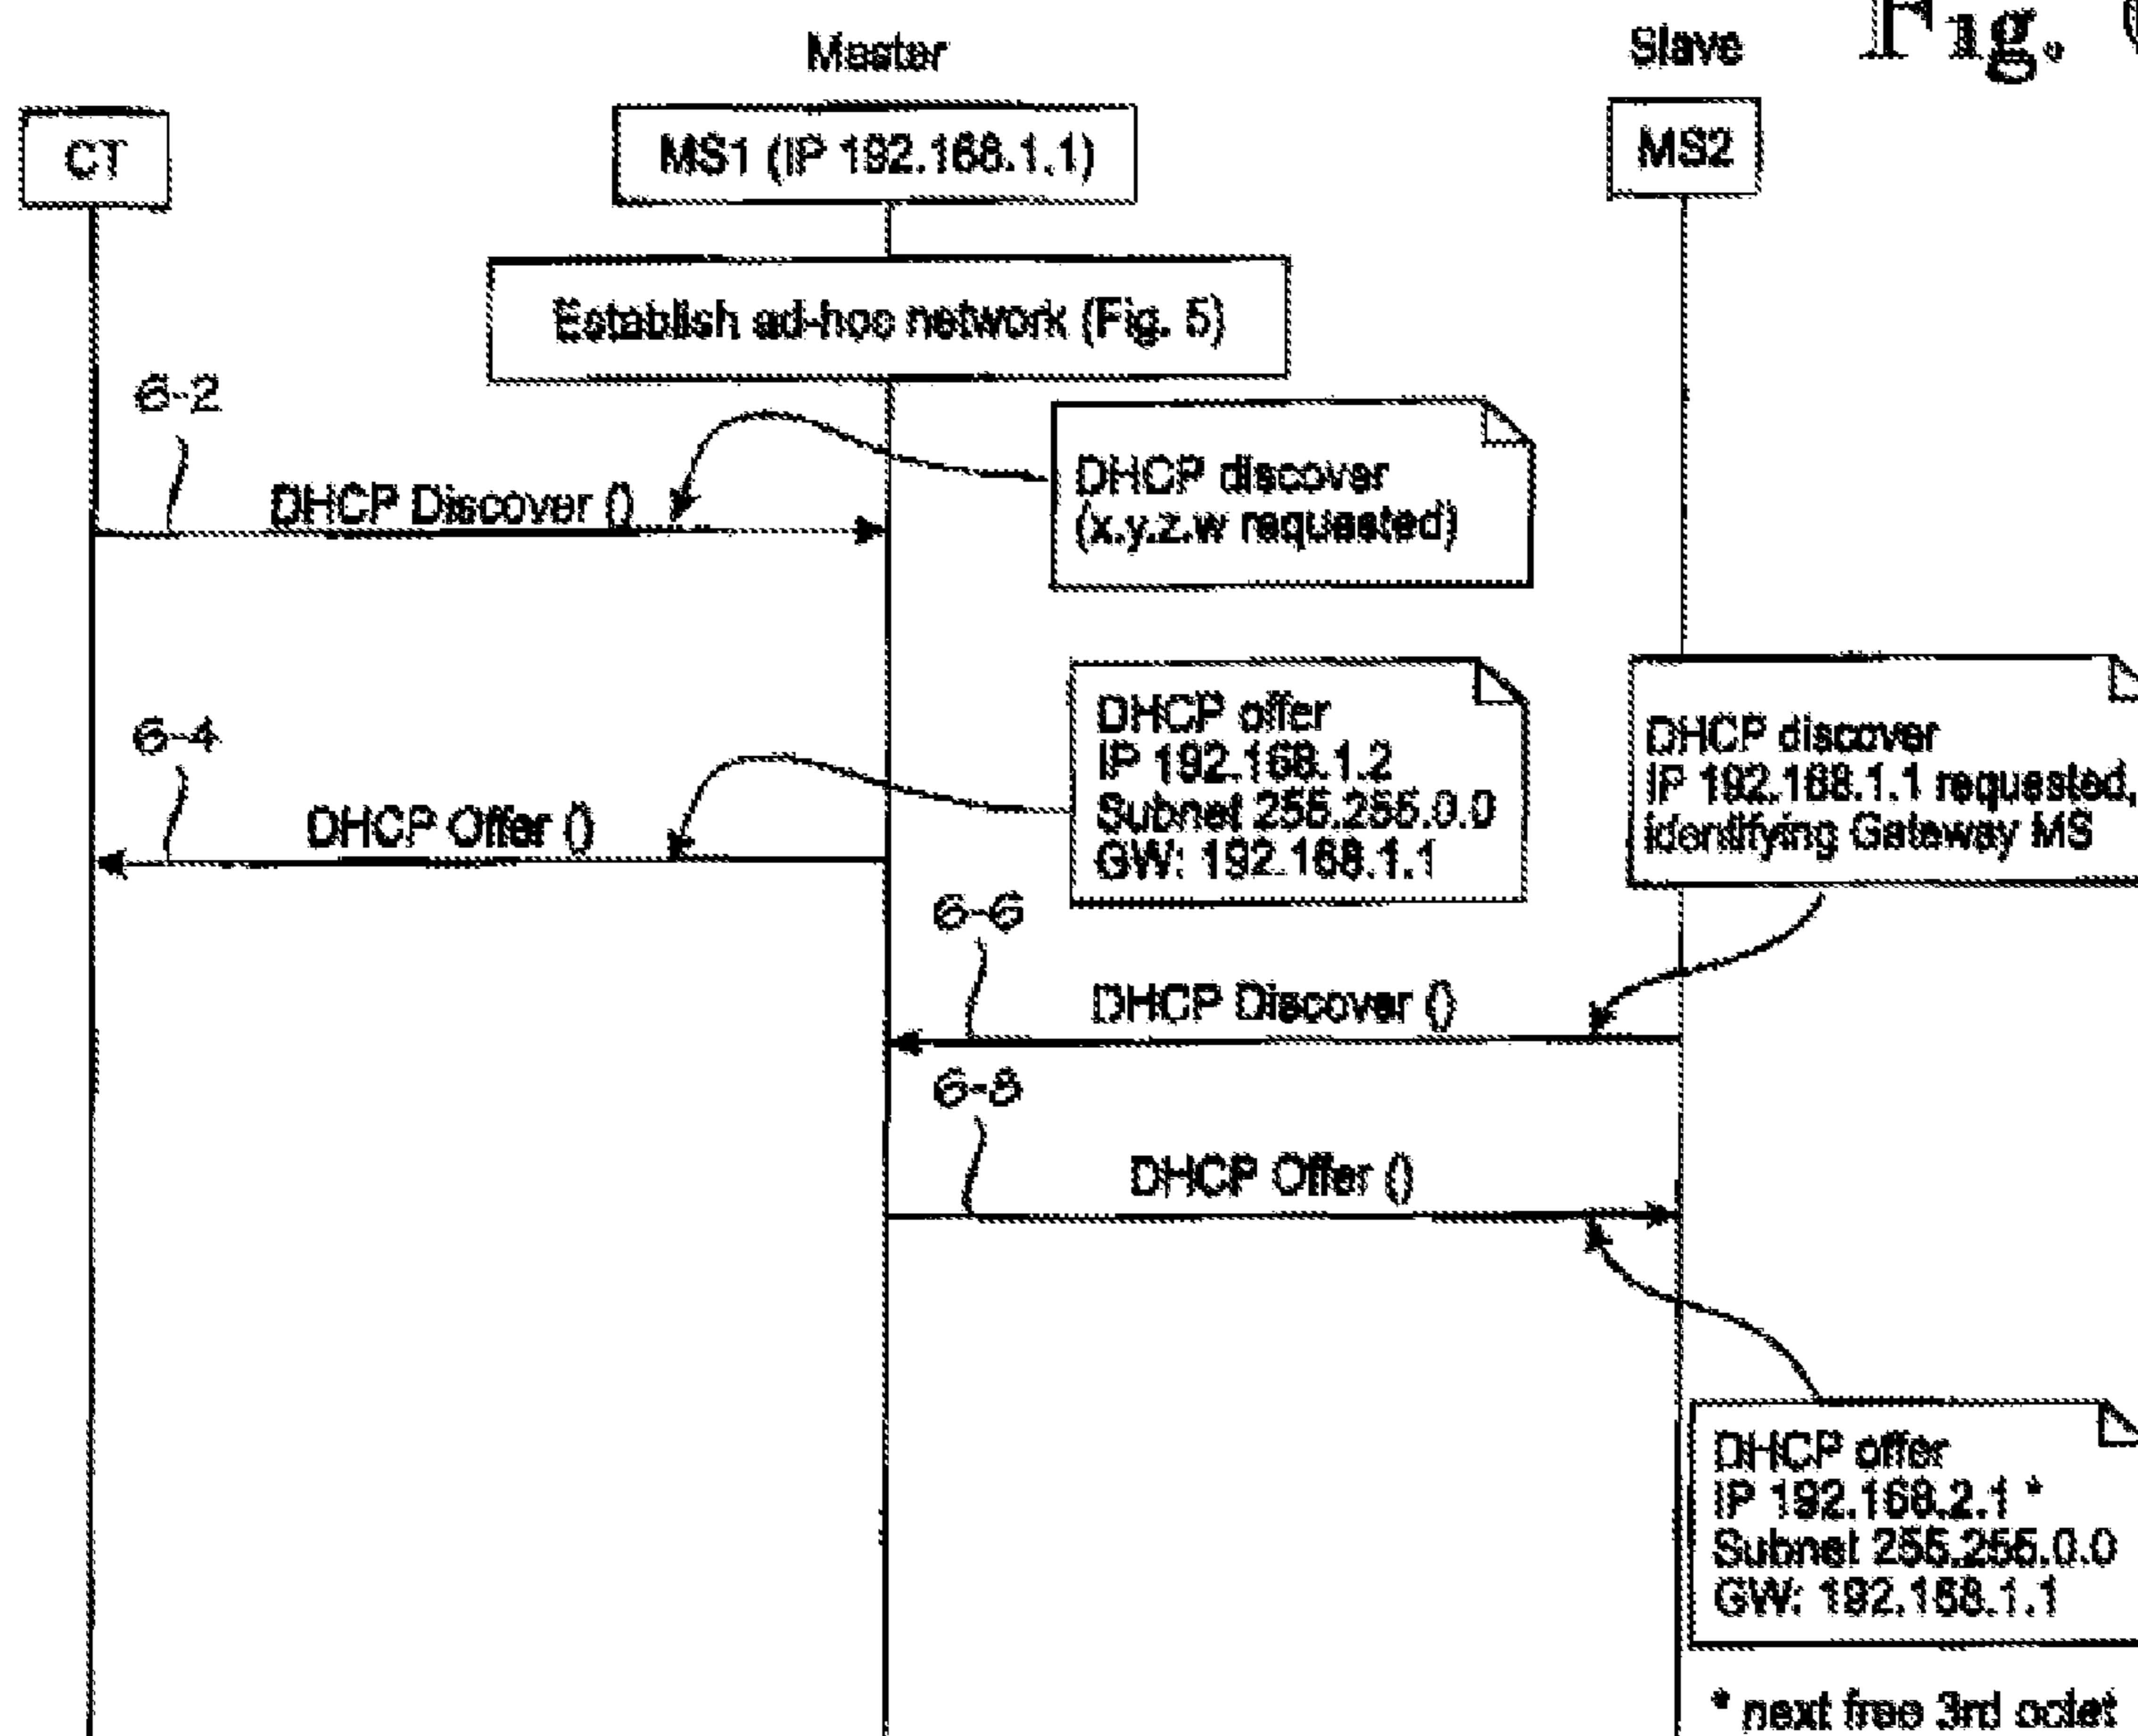 Master
Slave
Fig.
CT
MS1 (IP 192.168.1.1)
MS2
Establish ad-hoc network (Fig. 5)
6-2
DHCP Discover ()
DHCP discover
(x.y.z.w requested)
6-4
DHCP Offer ()
DHCP offer
IP 192.168.1.2
Subnet 255.255.0.0
GW: 192.168.1.1
DHCP discover
IP 192.168.1.1 requested,
identifying Gateway MS
6-6
DHCP Discover ()
6-8
DHCP Offer ()
DHCP offer
IP 192.168.2.1 *
Subnet 255.255.0.0
GW: 192.168.1.1
* next free 3rd octet